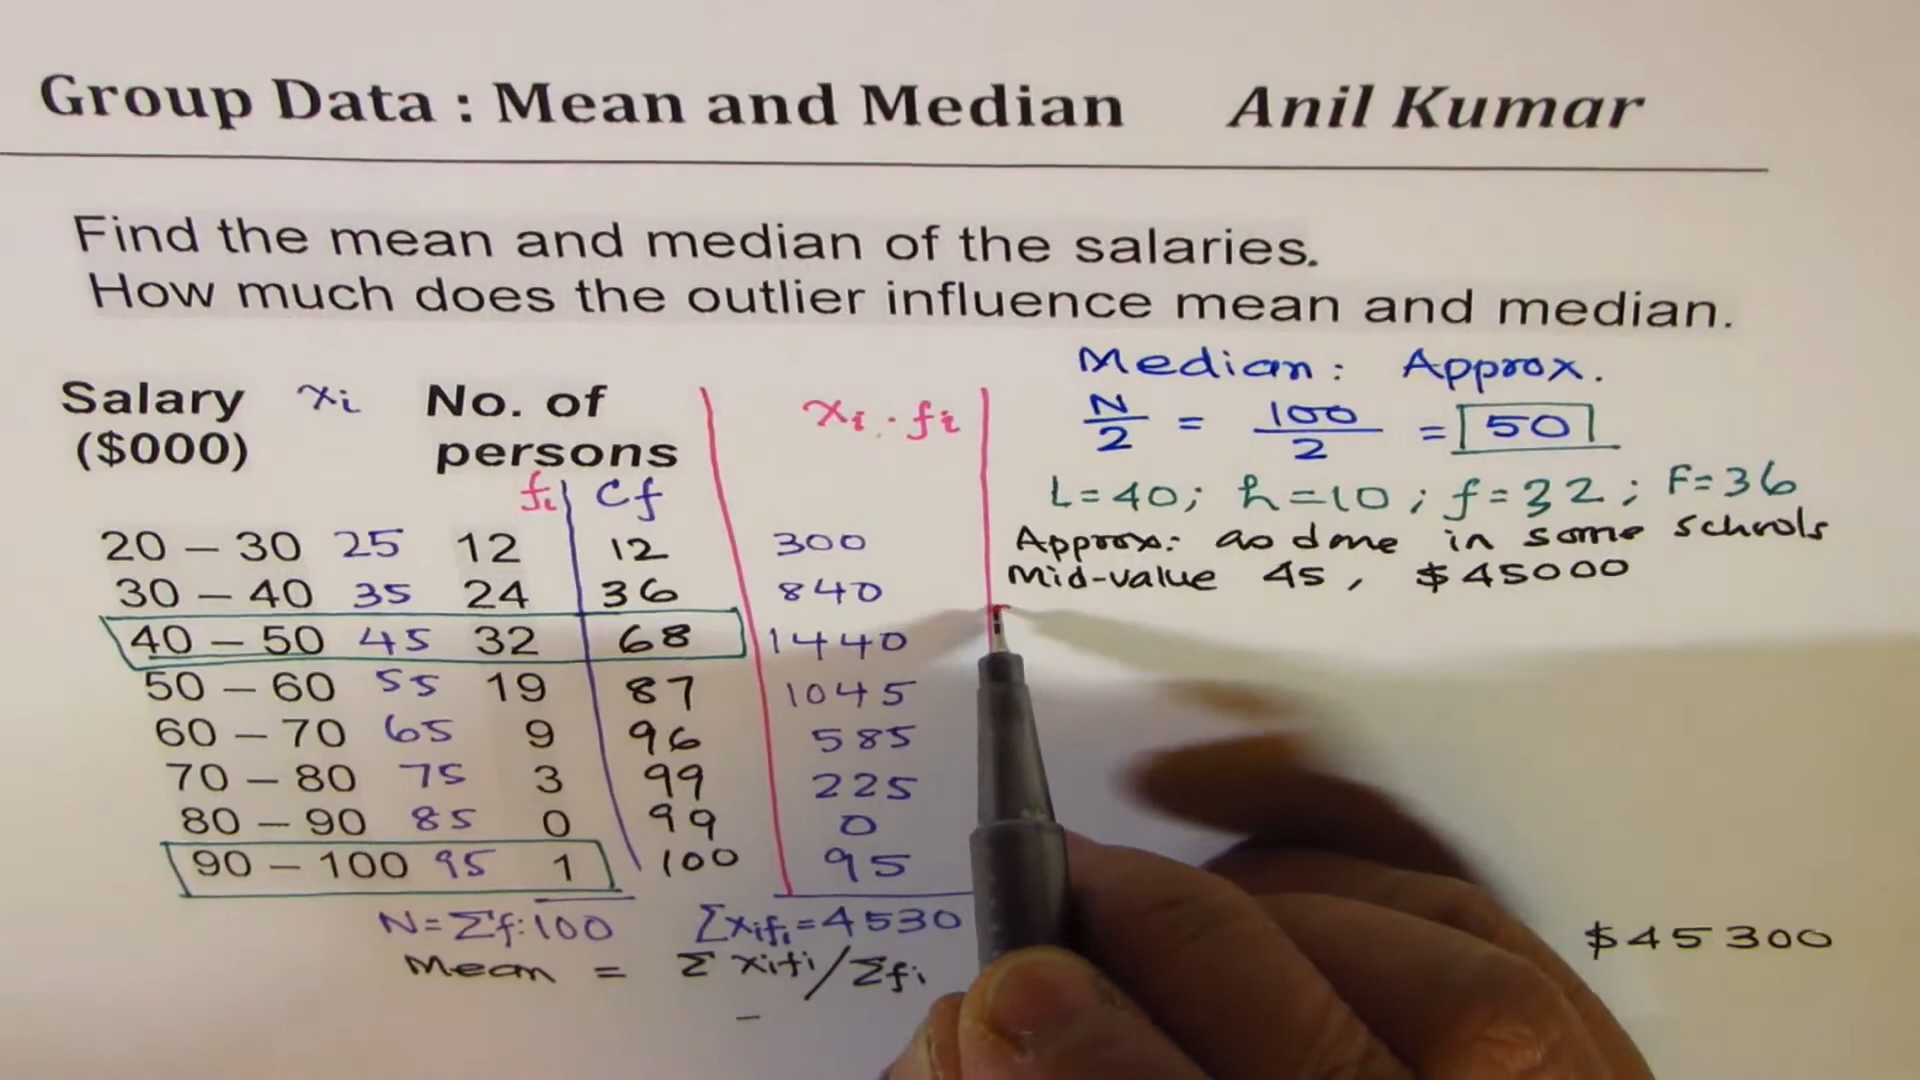 Group Data : Mean and Median Anil Kumar
Find the mean and median of the salaries.
How much does the outlier influence mean and median.
Median: Approx.
Salary xi No. of xi . fi N/2 = 100/2 = 50
($000) persons
fi Cf L=40; h=10; f=32; F=36
20 – 30 25 12 12 300 Approx: as done in some schools
30 – 40 35 24 36 840 Mid-value 45, $45000
40 – 50 45 32 68 1440
50 – 60 55 19 87 1045
60 – 70 65 9 96 585
70 – 80 75 3 99 225
80 – 90 85 0 99 0
90 – 100 95 1 100 95
N=Σf:100 Σxifi=4530 $45300
Mean = Σxifi/Σfi